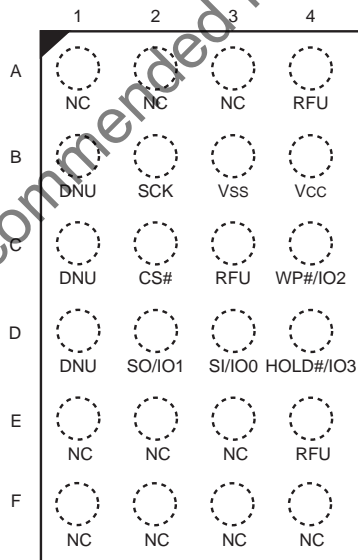 1 2 3 4
A
NC NC NC RFU
B
DNU SCK Vss Vcc
C
DNU CS# RFU WP#/IO2
D
DNU SO/IO1 SI/IO0 HOLD#/IO3
E
NC NC NC RFU
F
NC NC NC NC